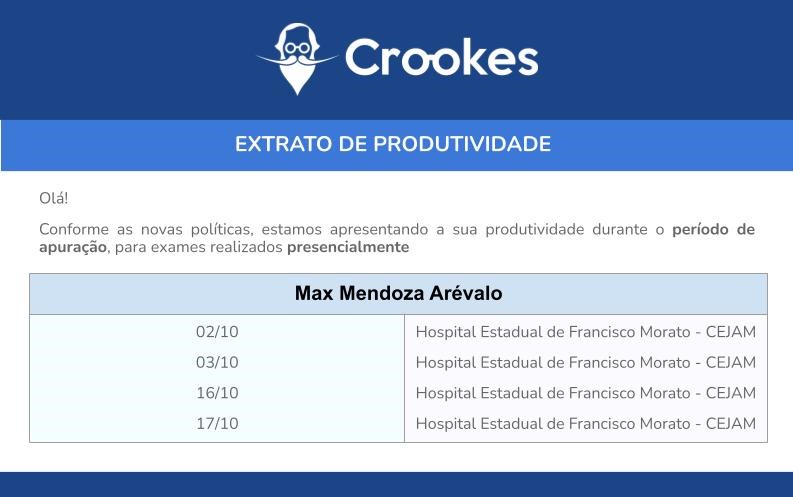 Crookes
EXTRATO DE PRODUTIVIDADE
Olá!
Conforme as novas políticas, estamos apresentando a sua produtividade durante o período de
apuração, para exames realizados presencialmente
Max Mendoza Arévalo
02/10 Hospital Estadual de Francisco Morato - CEJAM
03/10 Hospital Estadual de Francisco Morato - CEJAM
16/10 Hospital Estadual de Francisco Morato - CEJAM
17/10 Hospital Estadual de Francisco Morato - CEJAM